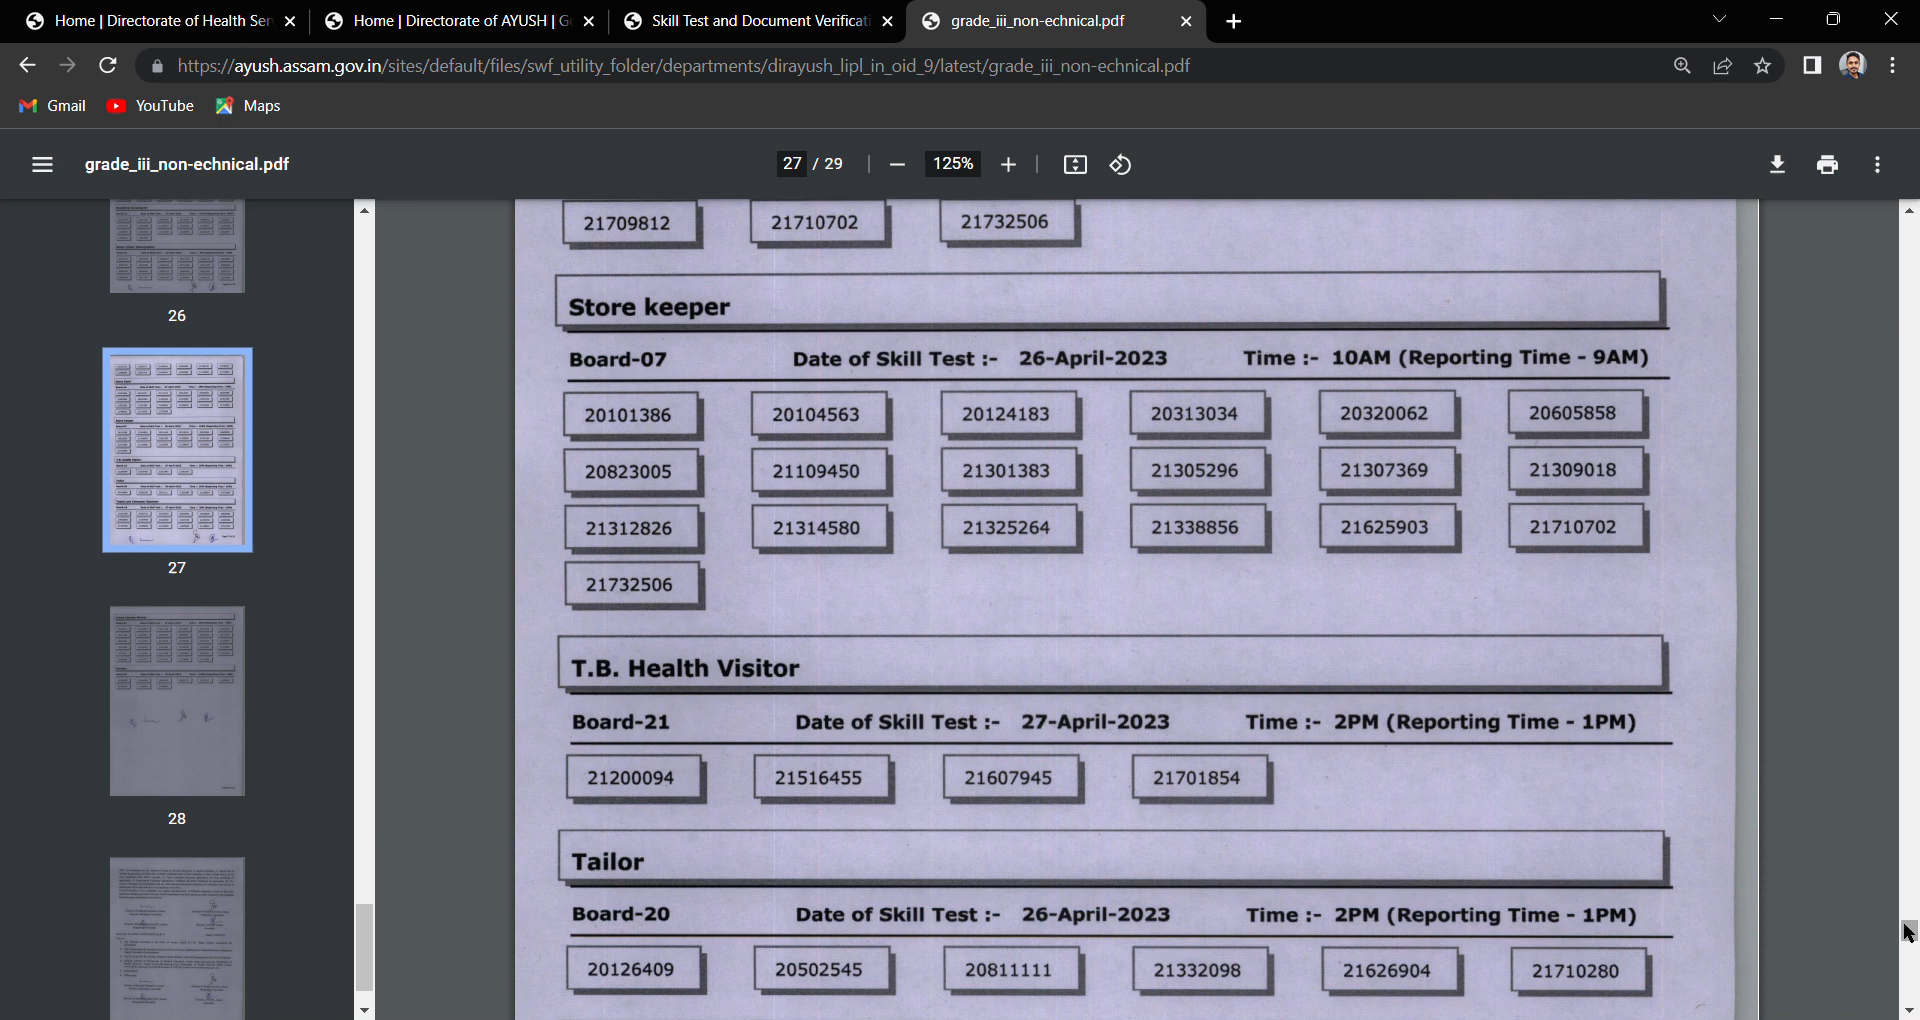 Home | Directorate of Health Ser
Home | Directorate of AYUSH | G
Skill Test and Document Verificati
grade_iii_non-echnical.pdf
https://ayush.assam.gov.in/sites/default/files/swf_utility_folder/departments/dirayush_lipl_in_oid_9/latest/grade_iii_non-echnical.pdf
Gmail YouTube Maps
grade_iii_non-echnical.pdf 27 / 29 125%
26
27
28
21709812 21710702 21732506
Store keeper
Board-07 Date of Skill Test :- 26-April-2023 Time :- 10AM (Reporting Time - 9AM)
20101386 20104563 20124183 20313034 20320062 20605858
20823005 21109450 21301383 21305296 21307369 21309018
21312826 21314580 21325264 21338856 21625903 21710702
21732506
T.B. Health Visitor
Board-21 Date of Skill Test :- 27-April-2023 Time :- 2PM (Reporting Time - 1PM)
21200094 21516455 21607945 21701854
Tailor
Board-20 Date of Skill Test :- 26-April-2023 Time :- 2PM (Reporting Time - 1PM)
20126409 20502545 20811111 21332098 21626904 21710280